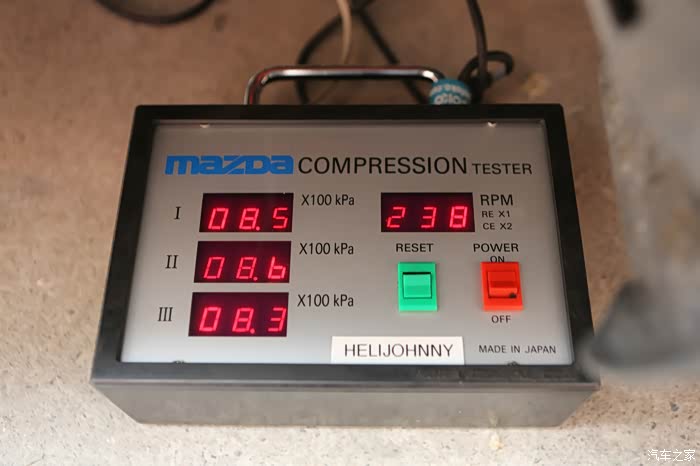 mazda COMPRESSION TESTER
I 08.5 X100 kPa
II 08.6 X100 kPa
III 08.3 X100 kPa
238 RPM
RE X1
CE X2
RESET
POWER
ON
OFF
HELIJOHNNY
MADE IN JAPAN
汽车之家